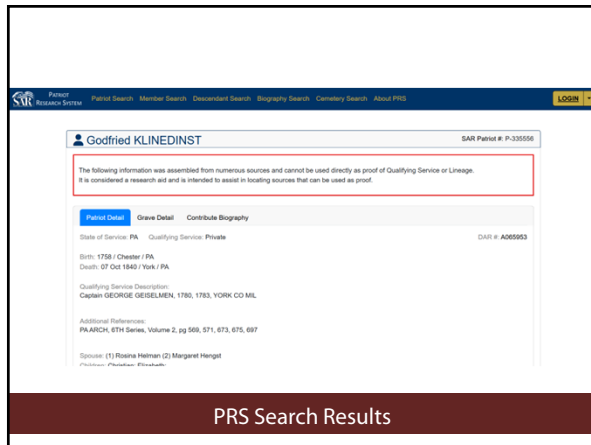 SAR PATRIOT RESEARCH SYSTEM Patriot Search Member Search Descendant Search Biography Search Cemetery Search About PRS LOGIN
Godfried KLINEDINST SAR Patriot #: P-335556
The following information was assembled from numerous sources and cannot be used directly as proof of Qualifying Service or Lineage.
It is considered a research aid and is intended to assist in locating sources that can be used as proof.
Patriot Detail Grave Detail Contribute Biography
State of Service: PA Qualifying Service: Private DAR #: A065953
Birth: 1758 / Chester / PA
Death: 07 Oct 1840 / York / PA
Qualifying Service Description:
Captain GEORGE GEISELMEN, 1780, 1783, YORK CO MIL
Additional References:
PA ARCH, 6TH Series, Volume 2, pg 569, 571, 673, 675, 697
Spouse: (1) Rosina Helman (2) Margaret Hengst
Children: Christian; Elizabeth;
PRS Search Results